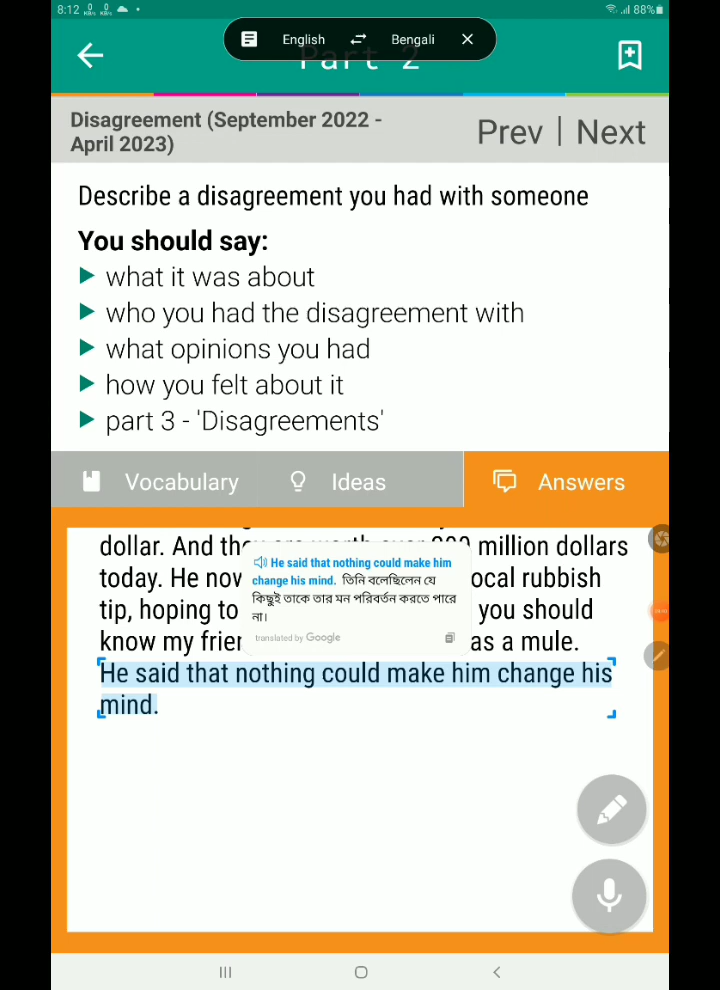 8:12
88%
English
Bengali
Part 2
Disagreement (September 2022 -
April 2023)
Prev | Next
Describe a disagreement you had with someone
You should say:
what it was about
who you had the disagreement with
what opinions you had
how you felt about it
part 3 - 'Disagreements'
Vocabulary
Ideas
Answers
dollar. And million dollars
today. He ocal rubbish
tip, hoping to you should
know my as a mule.
He said that nothing could make him change his
mind.
He said that nothing could make him
change his mind. তিনি বলেছিলেন যে
কিছুই তাকে তার মন পরিবর্তন করতে পারে
না।
translated by Google